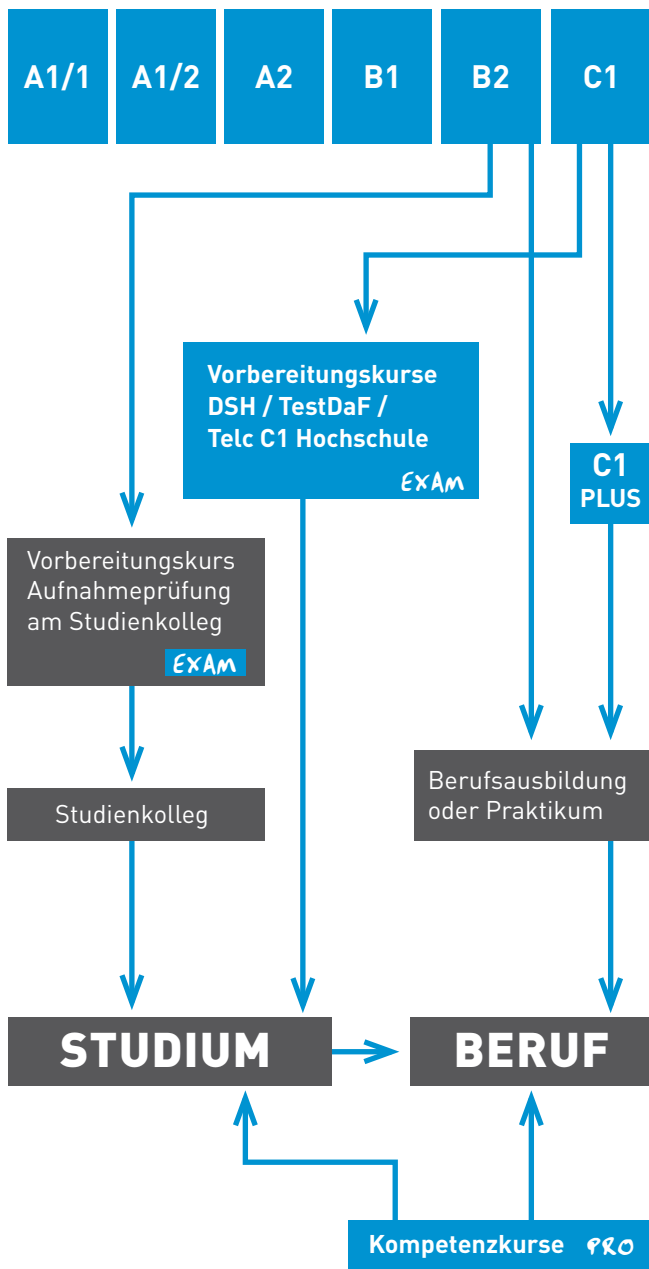 A1/1 A1/2 A2 B1 B2 C1
Vorbereitungskurse
DSH / TestDaF /
Telc C1 Hochschule
EXAM
C1
PLUS
Vorbereitungskurs
Aufnahmeprüfung
am Studienkolleg
EXAM
Studienkolleg
Berufsausbildung
oder Praktikum
STUDIUM
BERUF
Kompetenzkurse PRO